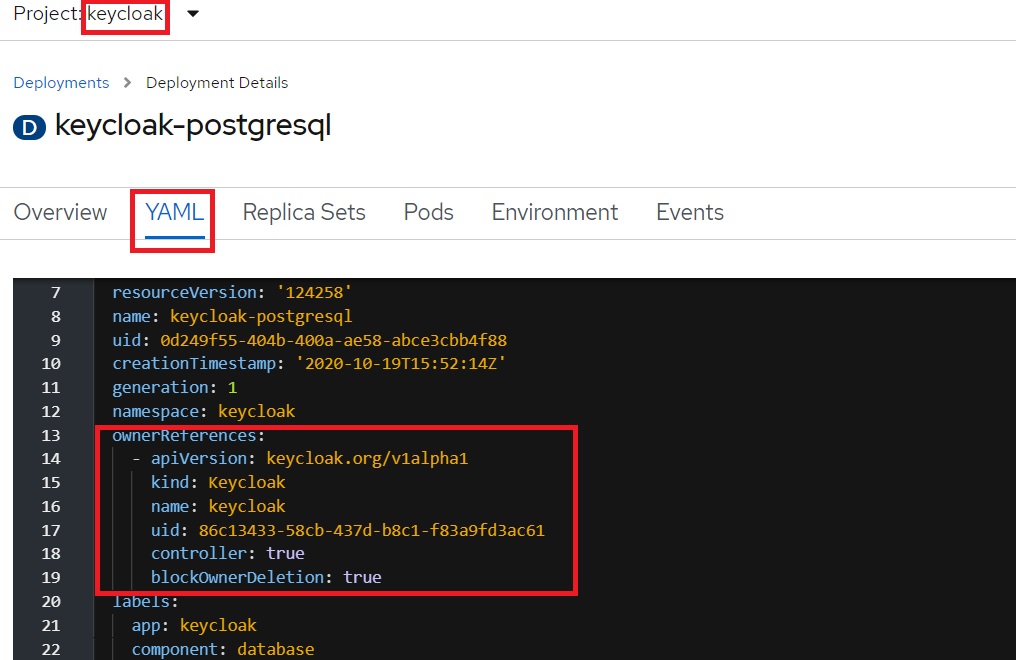 Project: keycloak
Deployments > Deployment Details
D keycloak-postgresql
Overview YAML Replica Sets Pods Environment Events
7 resourceVersion: '124258'
8 name: keycloak-postgresql
9 uid: 0d249f55-404b-400a-ae58-abce3cbb4f88
10 creationTimestamp: '2020-10-19T15:52:14Z'
11 generation: 1
12 namespace: keycloak
13 ownerReferences:
14 - apiVersion: keycloak.org/v1alpha1
15 kind: Keycloak
16 name: keycloak
17 uid: 86c13433-58cb-437d-b8c1-f83a9fd3ac61
18 controller: true
19 blockOwnerDeletion: true
20 labels:
21 app: keycloak
22 component: database